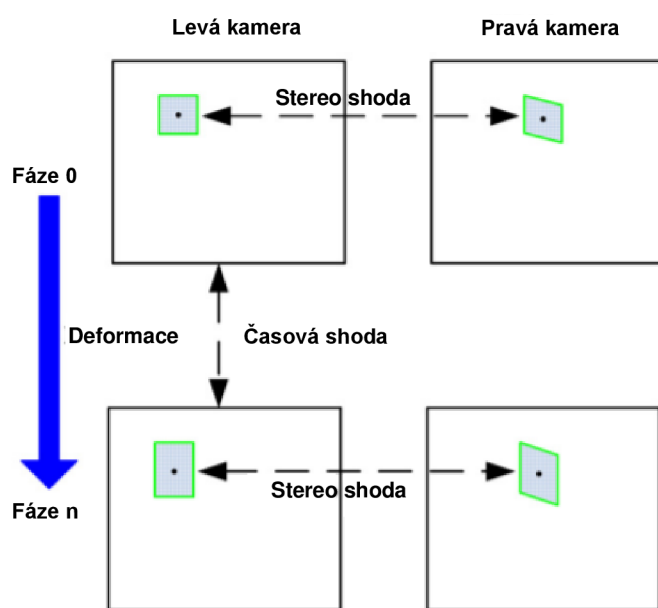 Levá kamera
Pravá kamera
Stereo shoda
Fáze 0
Deformace
Časová shoda
Stereo shoda
Fáze n